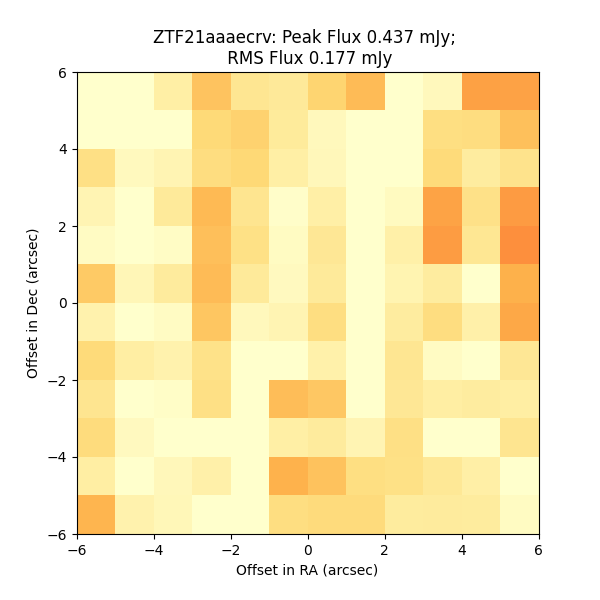 ZTF21aaaecrv: Peak Flux 0.437 mJy;
RMS Flux 0.177 mJy
6
4
2
0
−2
−4
−6
Offset in Dec (arcsec)
−6 −4 −2 0 2 4 6
Offset in RA (arcsec)